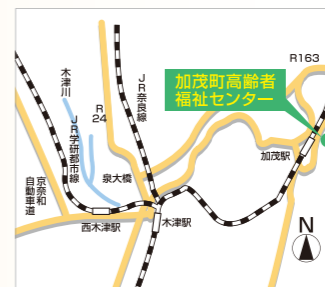 R163
加茂町高齢者
福祉センター
木津川
JR奈良線
R
24
JR学研都市線
加茂駅
泉大橋
京奈和
自動車道
西木津駅
木津駅
N